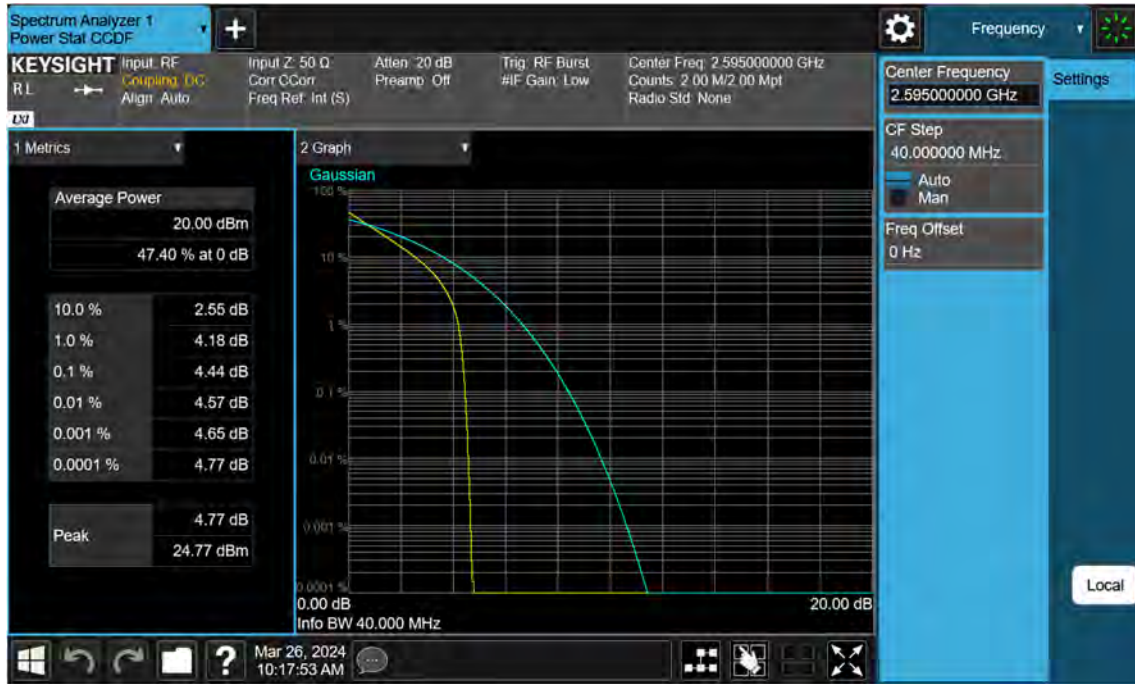 Spectrum Analyzer 1
Power Stat CCDF
+
Frequency
KEYSIGHT
RL
LXI
Input: RF
Coupling: DC
Align: Auto
Input Z: 50 Ω
Corr CCorr
Freq Ref: Int (S)
Atten: 20 dB
Preamp: Off
Trig: RF Burst
#IF Gain: Low
Center Freq: 2.595000000 GHz
Counts: 2.00 M/2.00 Mpt
Radio Std: None
Center Frequency
2.595000000 GHz
Settings
CF Step
40.000000 MHz
Auto
Man
Freq Offset
0 Hz
1 Metrics
Average Power
20.00 dBm
47.40 % at 0 dB
10.0 % 2.55 dB
1.0 % 4.18 dB
0.1 % 4.44 dB
0.01 % 4.57 dB
0.001 % 4.65 dB
0.0001 % 4.77 dB
Peak
4.77 dB
24.77 dBm
2 Graph
Gaussian
100 %
10 %
1 %
0.1 %
0.01 %
0.001 %
0.0001 %
0.00 dB 20.00 dB
Info BW 40.000 MHz
Local
?
Mar 26, 2024
10:17:53 AM